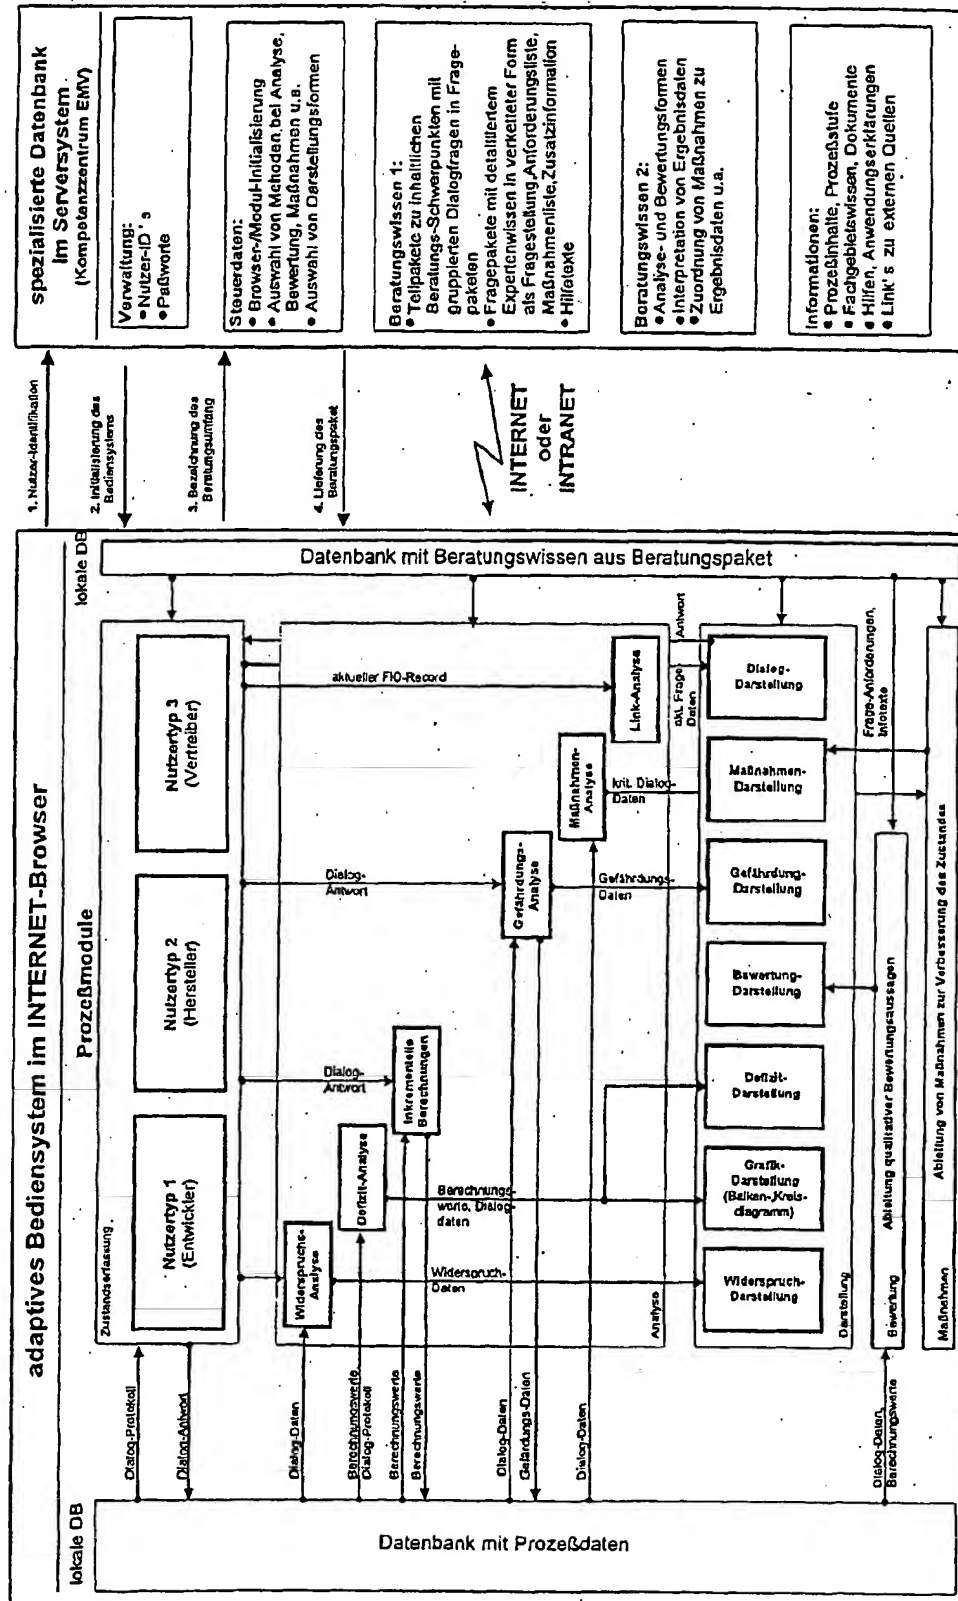 adaptives Bediensystem im INTERNET-Browser
Prozeßmodule
lokale DB
Datenbank mit Prozeßdaten
Dialog-Protokoll
Dialog-Antwort
Dialog-Daten
Berechnungswerte
Dialog-Protokoll
Berechnungswerte
Berechnungswerte
Dialog-Daten
Gefärdungs-Daten
Dialog-Daten
Dialog-Daten,
Berechnungswerte
Zustandserfassung
Nutzertyp 1
(Entwickler)
Nutzertyp 2
(Hersteller)
Nutzertyp 3
(Vertreiber)
Widerspruchs-
Analyse
Defizit-Analyse
Inkrementelle
Berechnungen
Gefährdungs-
Analyse
Maßnahmen-
Analyse
Link-Analyse
Dialog-
Antwort
Dialog-
Antwort
aktueller FIO-Record
Widerspruch-
Daten
Berechnungs-
werte, Dialog-
daten
Gefährdungs-
Daten
krit. Dialog-
Daten
akt. Frage-
Daten
Antwort
Analyse
Widerspruch-
Darstellung
Grafik-
Darstellung
(Balken-,Kreis-
diagramm)
Defizit-
Darstellung
Bewertung-
Darstellung
Gefährdung-
Darstellung
Maßnahmen-
Darstellung
Dialog-
Darstellung
Darstellung
Frage-Anforderungen,
Infotexte
Bewertung
Ableitung qualitativer Bewertungsaussagen
Maßnahmen
Ableitung von Maßnahmen zur Verbesserung des Zustandes
lokale DB
Datenbank mit Beratungswissen aus Beratungspaket
1. Nutzer-Identifikation
2. Initialisierung des
Bediensystems
3. Bezeichnung des
Beratungsumfang
4. Lieferung des
Beratungspaket
INTERNET
oder
INTRANET
spezialisierte Datenbank
im Serversystem
(Kompetenzzentrum EMV)
Verwaltung:
● Nutzer-ID's
● Paßworte
Steuerdaten:
● Browser-/Modul-Initialisierung
● Auswahl von Methoden bei Analyse,
Bewertung, Maßnahmen u.a.
● Auswahl von Darstellungsformen
Beratungswissen 1:
● Teilpakete zu inhaltlichen
Beratungs-Schwerpunkten mit
gruppierten Dialogfragen in Frage-
paketen
● Fragepakete mit detailliertem
Expertenwissen in verketteter Form
als Fragestellung,Anforderungsliste,
Maßnahmenliste,Zusatzinformation
● Hilfetexte
Beratungswissen 2:
● Analyse- und Bewertungsformen
● Interpretation von Ergebnisdaten
● Zuordnung von Maßnahmen zu
Ergebnisdaten u.a.
Informationen:
● Prozeßinhalte, Prozeßstufe
● Fachgebietswissen, Dokumente
● Hilfen, Anwendungserklärungen
● Link's zu externen Quellen